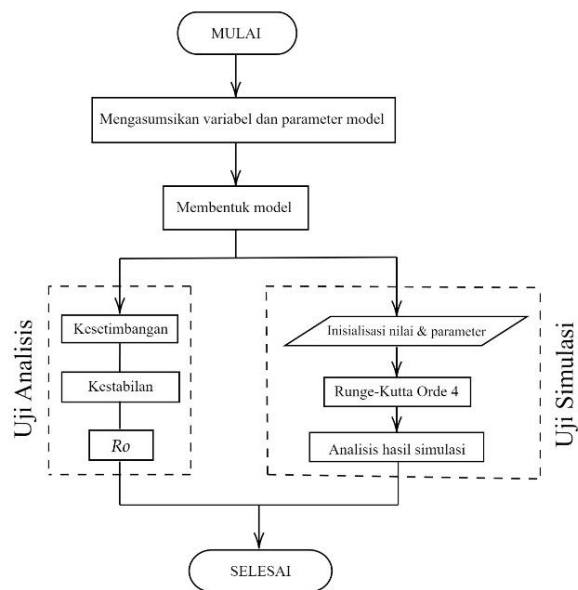 MULAI
Mengasumsikan variabel dan parameter model
Membentuk model
Uji Analisis
Kesetimbangan
Kestabilan
Ro
Inisialisasi nilai & parameter
Runge-Kutta Orde 4
Analisis hasil simulasi
Uji Simulasi
SELESAI